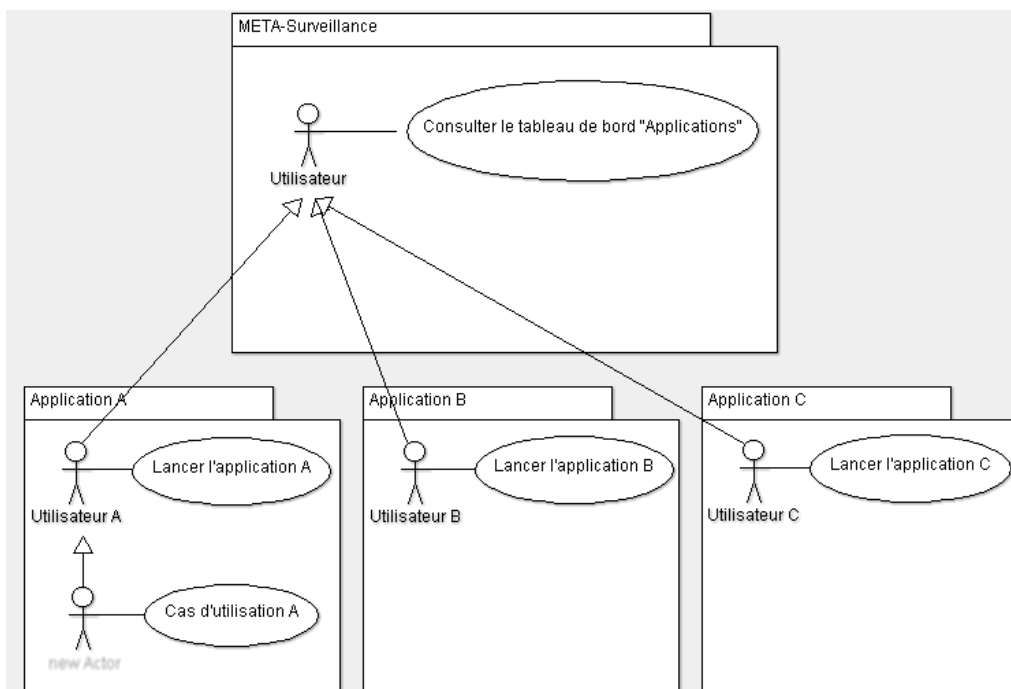 META-Surveillance
Consulter le tableau de bord "Applications"
Utilisateur
Application A
Application B
Application C
Lancer l'application A
Lancer l'application B
Lancer l'application C
Utilisateur A
Utilisateur B
Utilisateur C
Cas d'utilisation A
new Actor